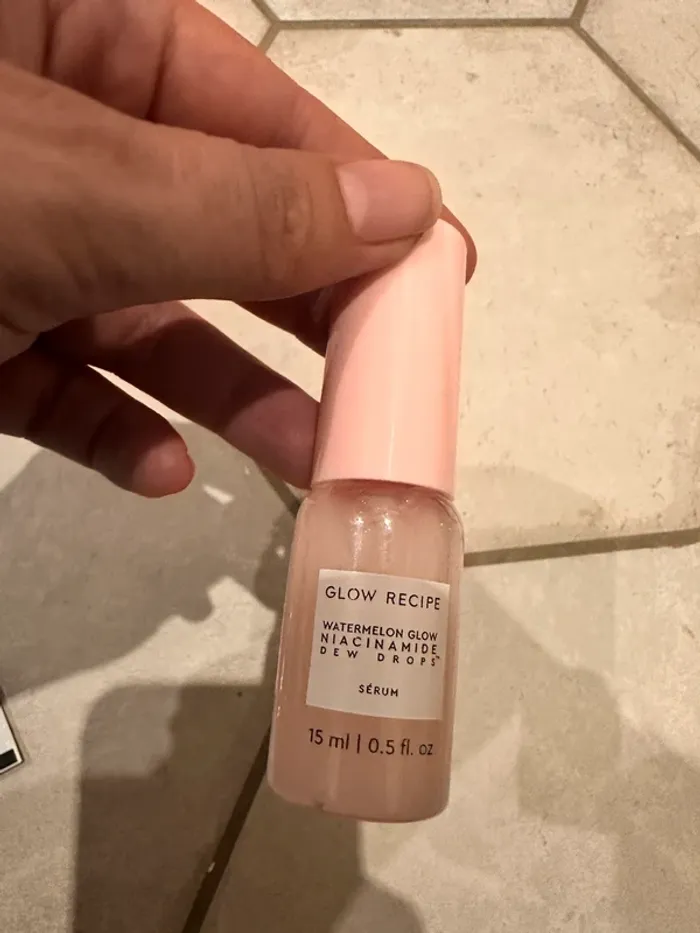 GLOW RECIPE
WATERMELON GLOW
NIACINAMIDE
DEW DROPS™
SÉRUM
15 ml | 0.5 fl. oz